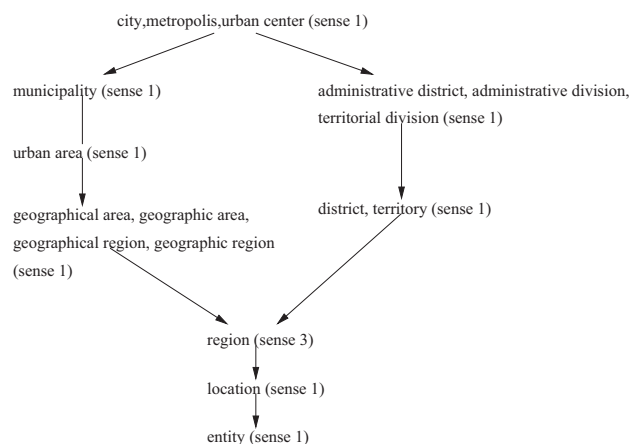 city,metropolis,urban center (sense 1)
municipality (sense 1)
administrative district, administrative division,
territorial division (sense 1)
urban area (sense 1)
geographical area, geographic area,
geographical region, geographic region
(sense 1)
district, territory (sense 1)
region (sense 3)
location (sense 1)
entity (sense 1)